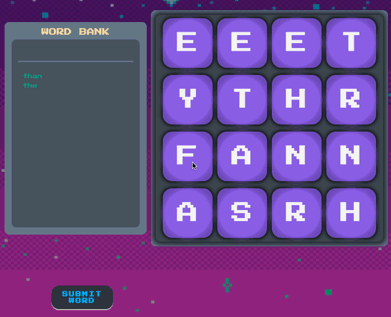 WORD BANK
than
the
E E E T
Y T H R
F A N N
A S R H
SUBMIT
WORD